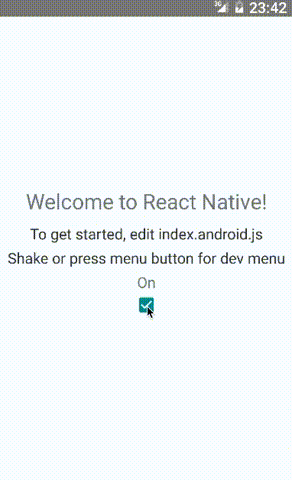 3G 23:42
Welcome to React Native!
To get started, edit index.android.js
Shake or press menu button for dev menu
On